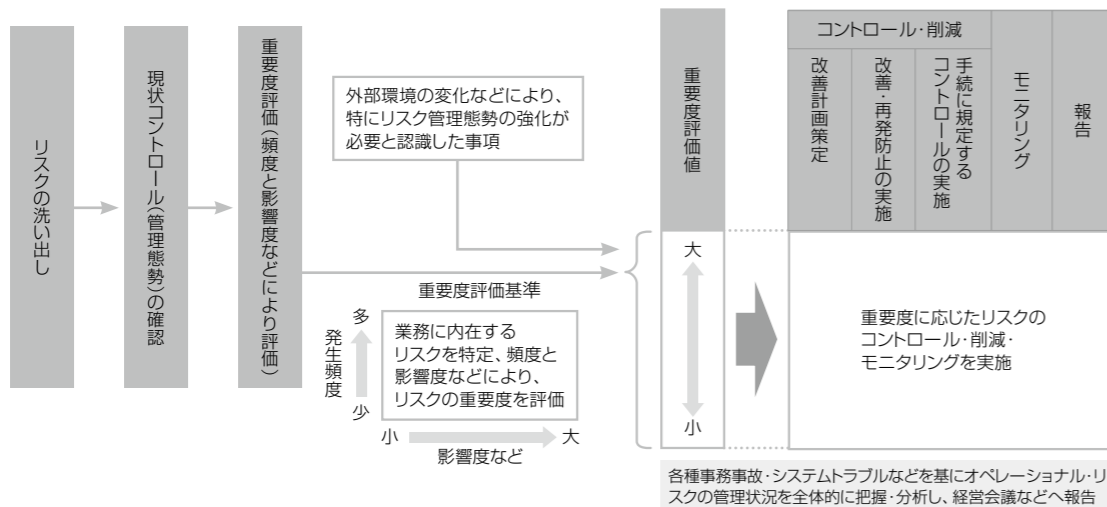 リスクの洗い出し
現状コントロール(管理態勢)の確認
重要度評価(頻度と影響度などにより評価)
外部環境の変化などにより、
特にリスク管理態勢の強化が
必要と認識した事項
重要度評価基準
多
発生頻度
少
業務に内在する
リスクを特定、頻度と
影響度などにより、
リスクの重要度を評価
小
大
影響度など
重要度評価値
大
小
コントロール・削減
改善計画策定
改善・再発防止の実施
手続に規定する
コントロールの実施
モニタリング
報告
重要度に応じたリスクの
コントロール・削減・
モニタリングを実施
各種事務事故・システムトラブルなどを基にオペレーショナル・リ
スクの管理状況を全体的に把握・分析し、経営会議などへ報告